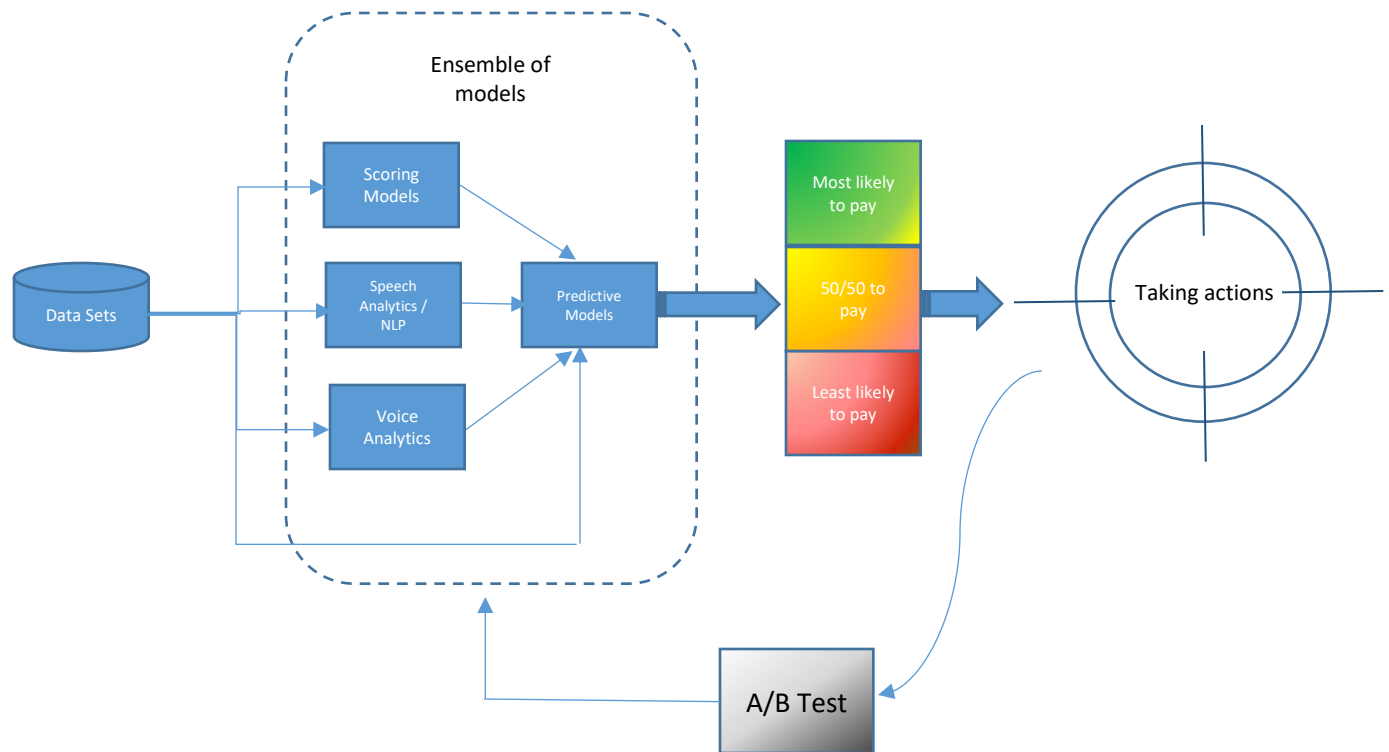 Ensemble of
models
Scoring
Models
Speech
Analytics /
NLP
Voice
Analytics
Data Sets
Predictive
Models
Most likely
to pay
50/50 to
pay
Least likely
to pay
Taking actions
A/B Test